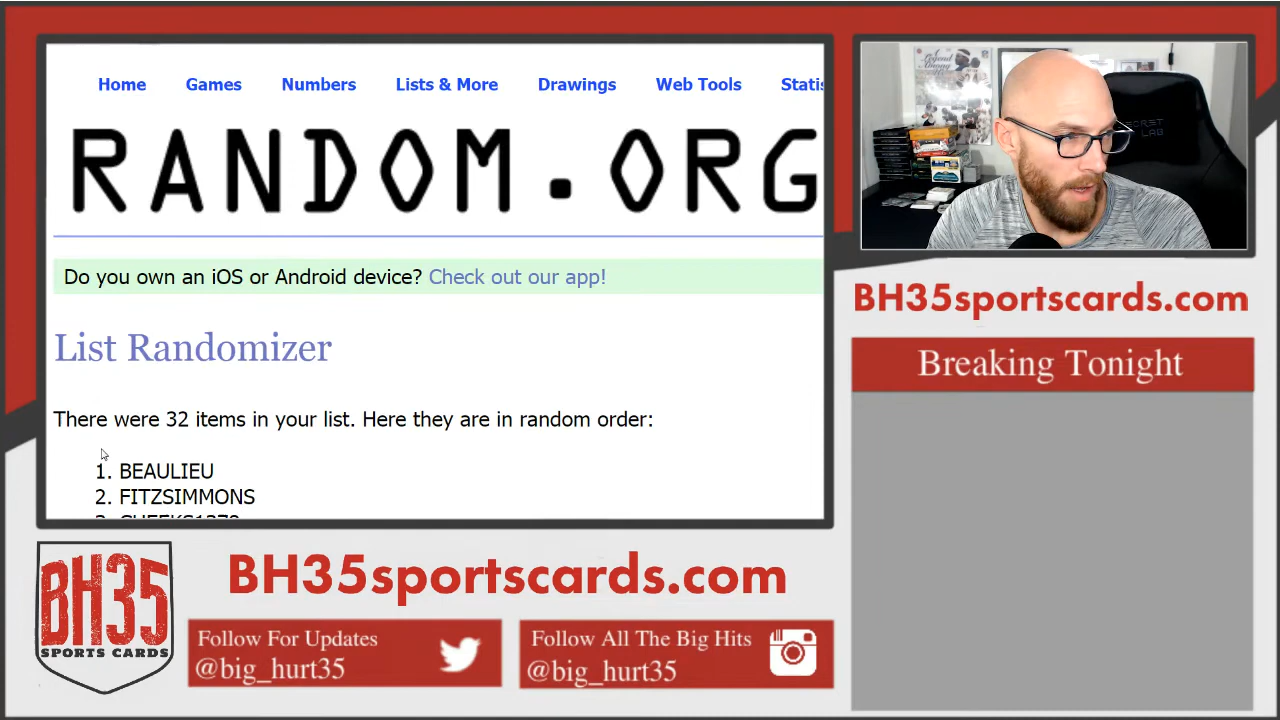 Home Games Numbers Lists & More Drawings Web Tools Statis
RANDOM.ORG
Do you own an iOS or Android device? Check out our app!
List Randomizer
There were 32 items in your list. Here they are in random order:
1. BEAULIEU
2. FITZSIMMONS
BH35sportscards.com
Breaking Tonight
BH35
SPORTS CARDS
BH35sportscards.com
Follow For Updates
@big_hurt35
Follow All The Big Hits
@big_hurt35